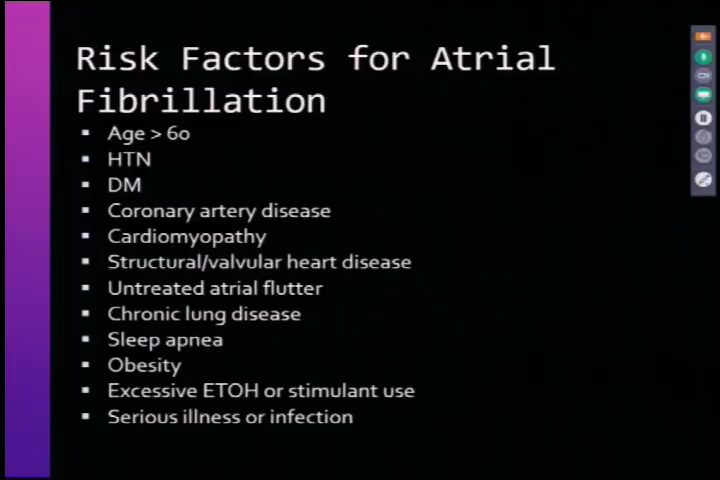 Risk Factors for Atrial
Fibrillation
▪ Age > 60
▪ HTN
▪ DM
▪ Coronary artery disease
▪ Cardiomyopathy
▪ Structural/valvular heart disease
▪ Untreated atrial flutter
▪ Chronic lung disease
▪ Sleep apnea
▪ Obesity
▪ Excessive ETOH or stimulant use
▪ Serious illness or infection